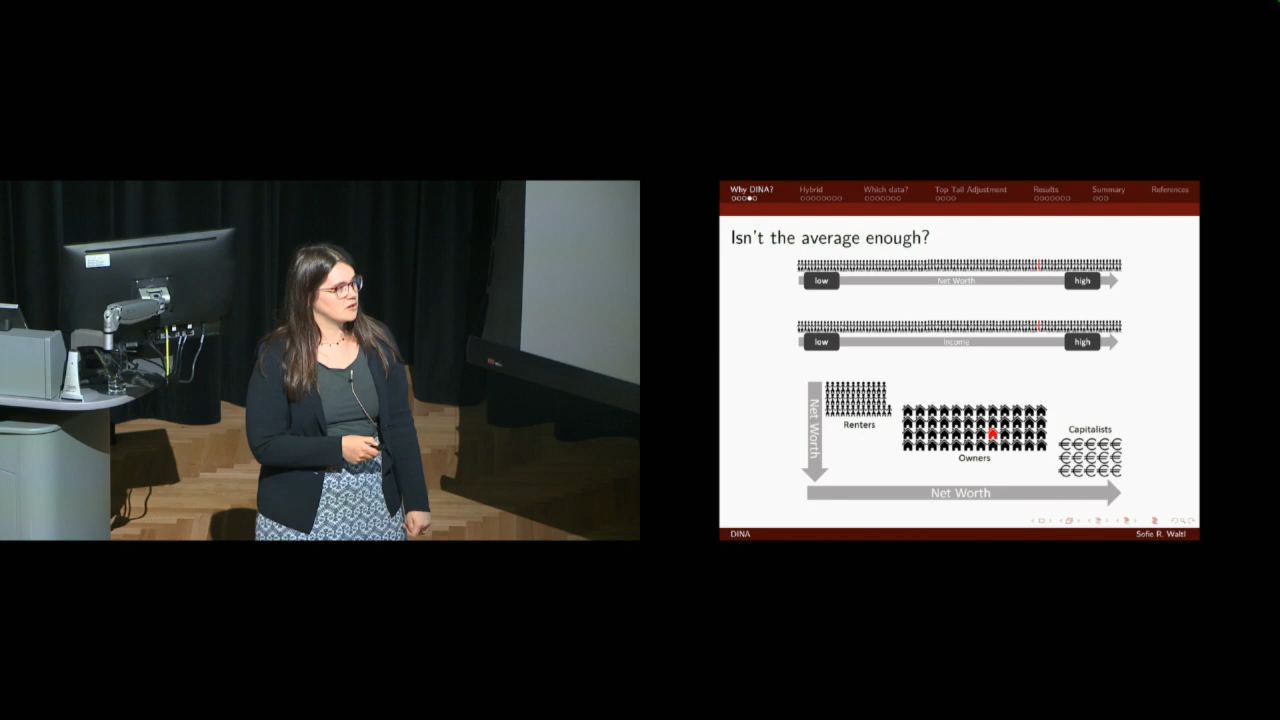 Why DINA?
Hybrid
Which data?
Top Tail Adjustment
Results
Summary
References
Isn't the average enough?
low
Net Worth
high
low
Income
high
Net Worth
Renters
Owners
Capitalists
Net Worth
DINA
Sofie R. Waltl